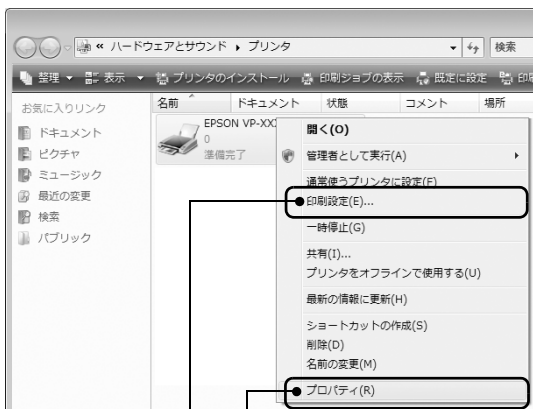 « ハードウェアとサウンド ▸ プリンタ 検索
整理 表示 プリンタのインストール 印刷ジョブの表示 既定に設定 印
お気に入りリンク
ドキュメント
ピクチャ
ミュージック
最近の変更
検索
パブリック
名前 ドキュメント 状態 コメント 場所
EPSON VP-XX
0
準備完了
開く(O)
管理者として実行(A)
通常使うプリンタに設定(F)
印刷設定(E)...
一時停止(G)
共有(I)...
プリンタをオフラインで使用する(U)
最新の情報に更新(H)
ショートカットの作成(S)
削除(D)
名前の変更(M)
プロパティ(R)